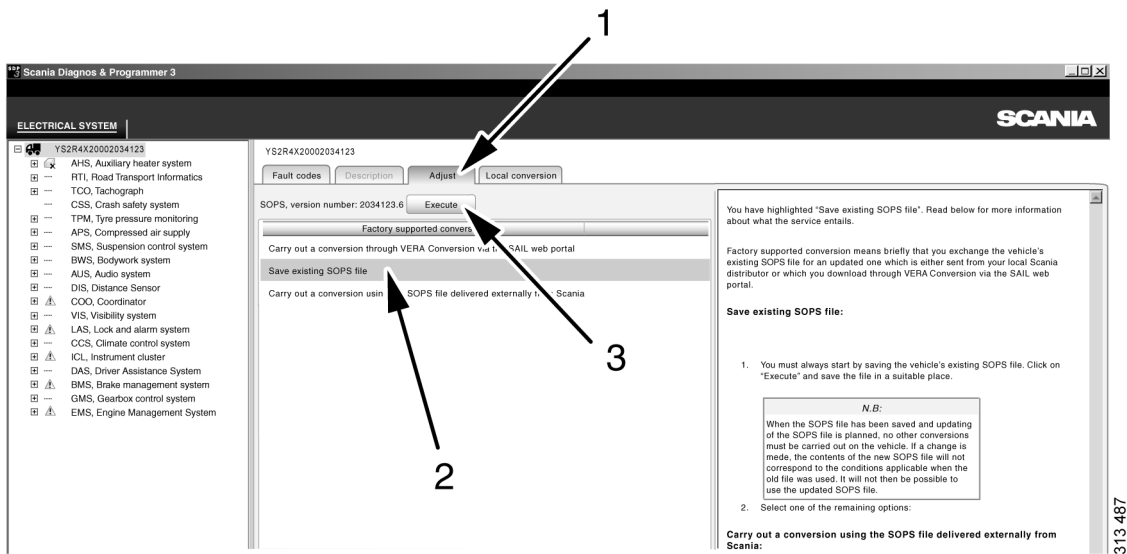 1
Scania Diagnos & Programmer 3
SCANIA
ELECTRICAL SYSTEM
YS2R4X20002034123
AHS, Auxiliary heater system
RTI, Road Transport Informatics
TCO, Tachograph
CSS, Crash safety system
TPM, Tyre pressure monitoring
APS, Compressed air supply
SMS, Suspension control system
BWS, Bodywork system
AUS, Audio system
DIS, Distance Sensor
COO, Coordinator
VIS, Visibility system
LAS, Lock and alarm system
CCS, Climate control system
ICL, Instrument cluster
DAS, Driver Assistance System
BMS, Brake management system
GMS, Gearbox control system
EMS, Engine Management System
YS2R4X20002034123
Fault codes Description Adjust Local conversion
SOPS, version number: 2034123.6 Execute
Factory supported convers
Carry out a conversion through VERA Conversion via the SAIL web portal
Save existing SOPS file
Carry out a conversion usin SOPS file delivered externally Scania
3
2
You have highlighted “Save existing SOPS file”. Read below for more information
about what the service entails.
Factory supported conversion means briefly that you exchange the vehicle’s
existing SOPS file for an updated one which is either sent from your local Scania
distributor or which you download through VERA Conversion via the SAIL web
portal.
Save existing SOPS file:
1. You must always start by saving the vehicle’s existing SOPS file. Click on
“Execute” and save the file in a suitable place.
N.B:
When the SOPS file has been saved and updating
of the SOPS file is planned, no other conversions
must be carried out on the vehicle. If a change is
mede, the contents of the new SOPS file will not
correspond to the conditions applicable when the
old file was used. It will not then be possible to
use the updated SOPS file.
2. Select one of the remaining options:
Carry out a conversion using the SOPS file delivered externally from
Scania:
313 487